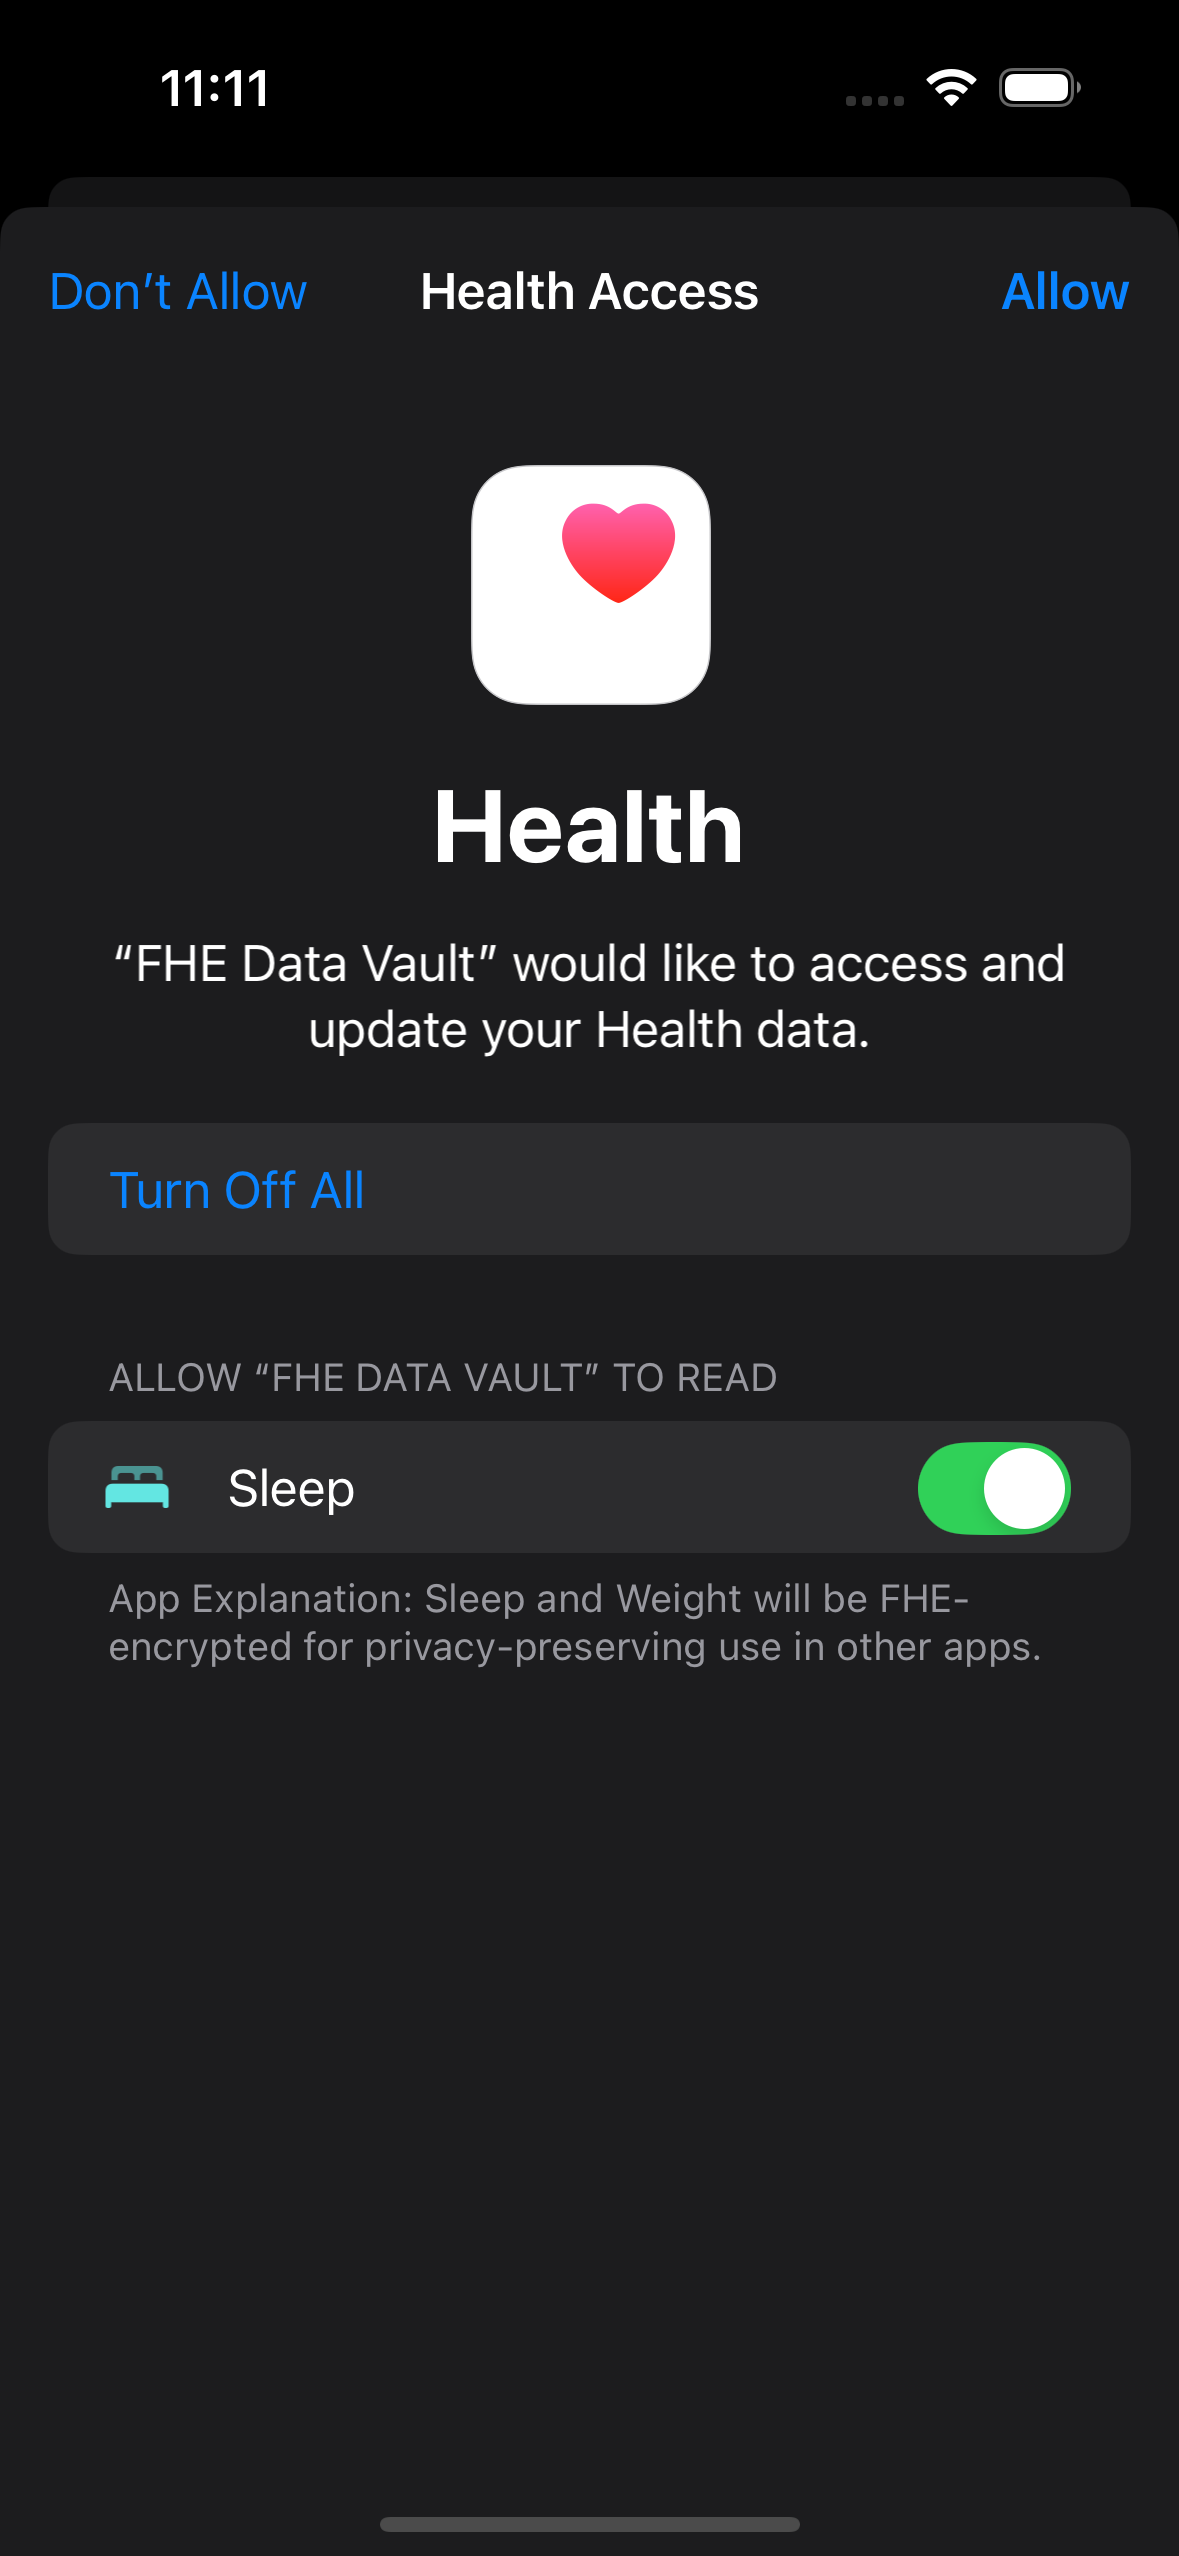 11:11
Don’t Allow
Health Access
Allow
Health
“FHE Data Vault” would like to access and
update your Health data.
Turn Off All
ALLOW “FHE DATA VAULT” TO READ
Sleep
App Explanation: Sleep and Weight will be FHE-
encrypted for privacy-preserving use in other apps.